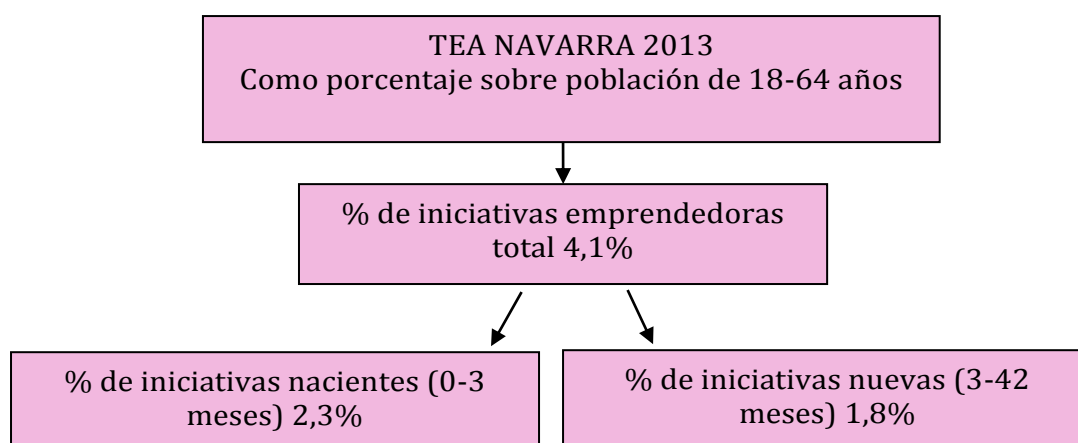 TEA NAVARRA 2013
Como porcentaje sobre población de 18-64 años
% de iniciativas emprendedoras
total 4,1%
% de iniciativas nacientes (0-3
meses) 2,3%
% de iniciativas nuevas (3-42
meses) 1,8%